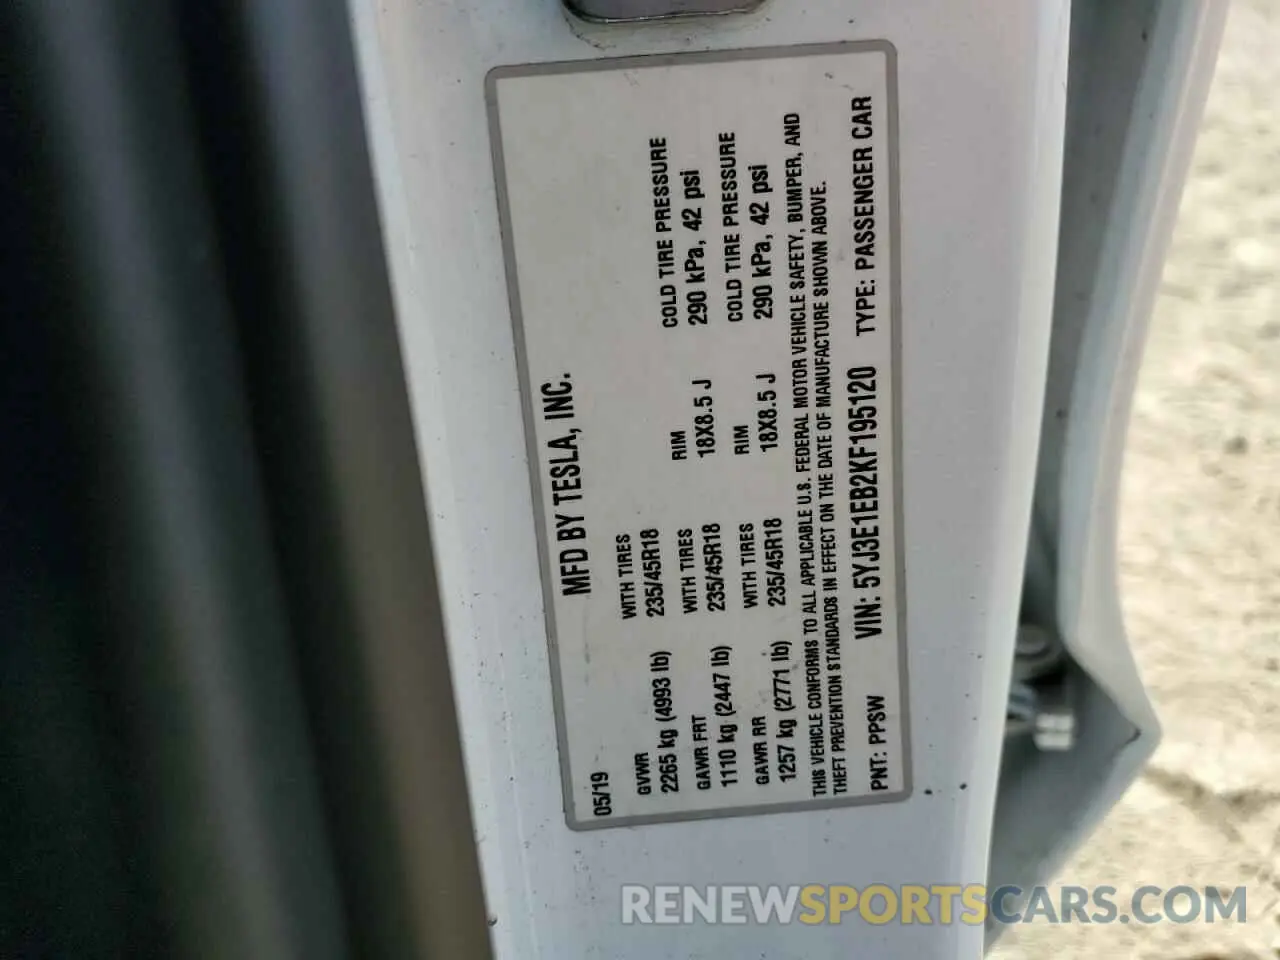 MFD BY TESLA, INC.
05/19
GVWR WITH TIRES
2265 kg (4993 lb) 235/45R18
COLD TIRE PRESSURE
GAWR FRT WITH TIRES RIM 290 kPa, 42 psi
1110 kg (2447 lb) 235/45R18 18X8.5 J
COLD TIRE PRESSURE
GAWR RR WITH TIRES RIM 290 kPa, 42 psi
1257 kg (2771 lb) 235/45R18 18X8.5 J
THIS VEHICLE CONFORMS TO ALL APPLICABLE U.S. FEDERAL MOTOR VEHICLE SAFETY, BUMPER, AND
THEFT PREVENTION STANDARDS IN EFFECT ON THE DATE OF MANUFACTURE SHOWN ABOVE.
PNT: PPSW VIN: 5YJ3E1EB2KF195120 TYPE: PASSENGER CAR
RENEWSPORTSCARS.COM